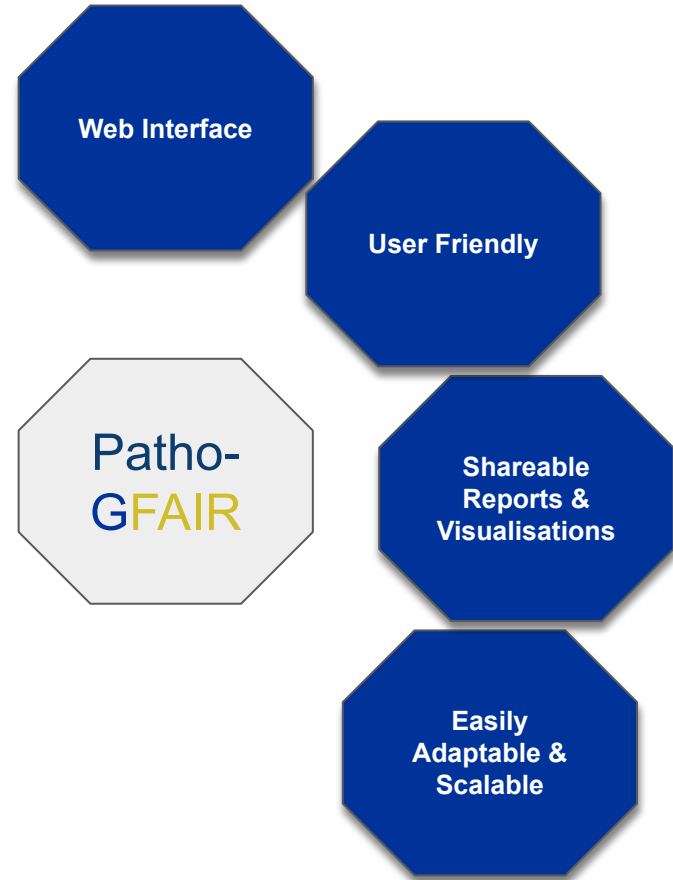 Web Interface
User Friendly
Patho-
GFAIR
Shareable
Reports &
Visualisations
Easily
Adaptable &
Scalable